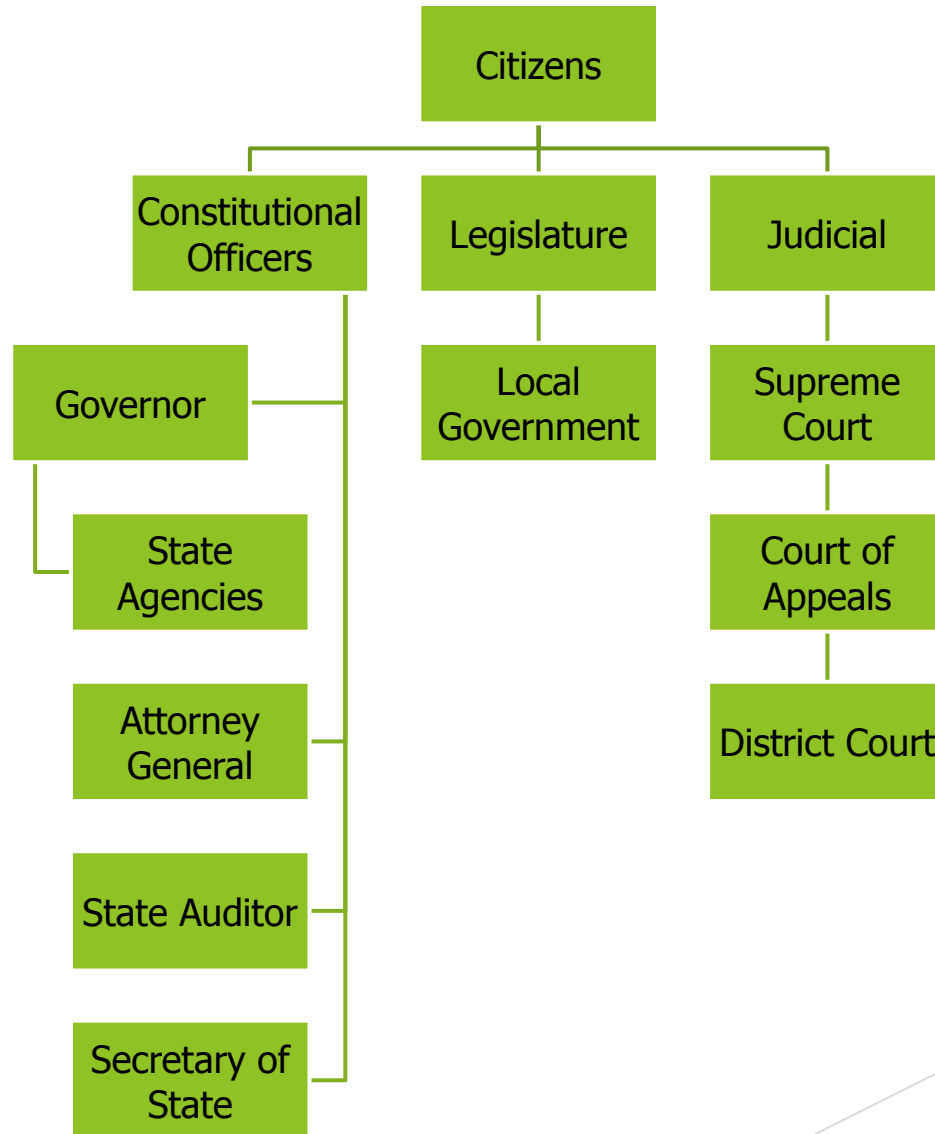 Citizens
Constitutional
Officers
Legislature
Judicial
Governor
Local
Government
Supreme
Court
State
Agencies
Court of
Appeals
Attorney
General
District Court
State Auditor
Secretary of
State